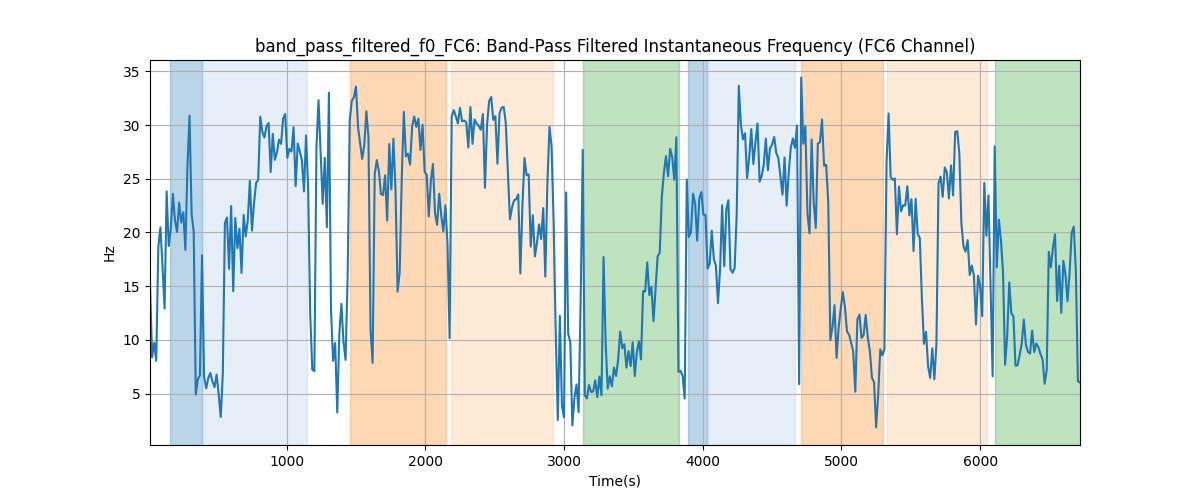 band_pass_filtered_f0_FC6: Band-Pass Filtered Instantaneous Frequency (FC6 Channel)
35
30
25
20
15
10
5
Hz
1000 2000 3000 4000 5000 6000
Time(s)